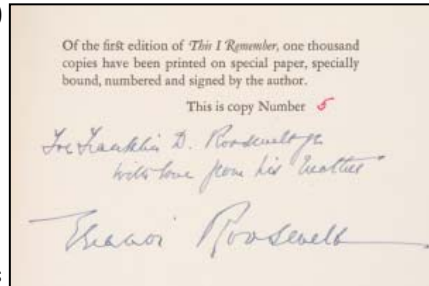 Of the first edition of This I Remember, one thousand
copies have been printed on special paper, specially
bound, numbered and signed by the author.
This is copy Number 5
For Franklin D. Roosevelt Jr
with love from his Mother
Eleanor Roosevelt